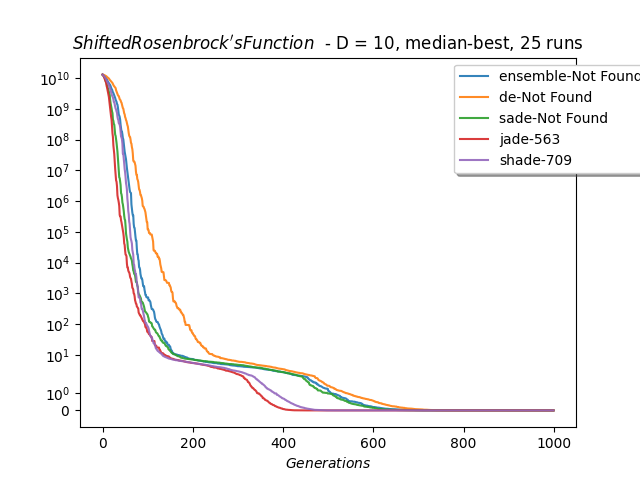 ShiftedRosenbrock'sFunction - D = 10, median-best, 25 runs
10^10
10^9
10^8
10^7
10^6
10^5
10^4
10^3
10^2
10^1
10^0
0
ensemble-Not Found
de-Not Found
sade-Not Found
jade-563
shade-709
0 200 400 600 800 1000
Generations